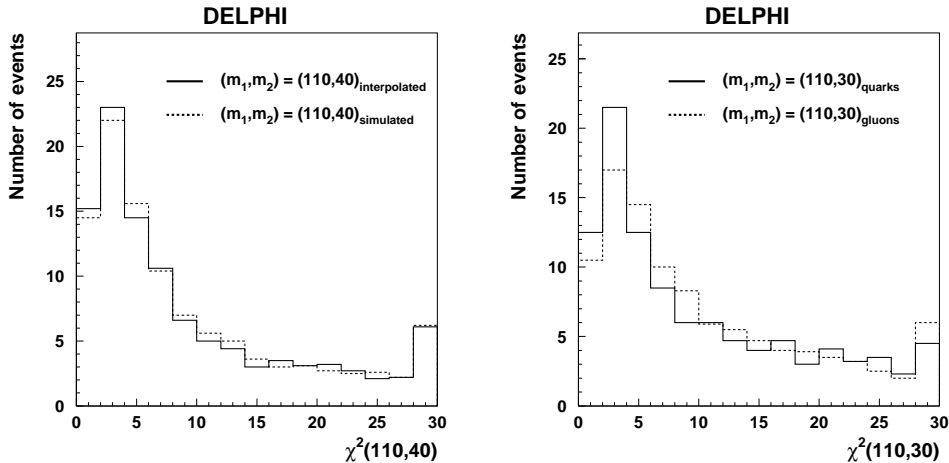 DELPHI
Number of events
25
20
15
10
5
0
(m₁,m₂) = (110,40)interpolated
(m₁,m₂) = (110,40)simulated
0 5 10 15 20 25 30
χ²(110,40)
DELPHI
Number of events
25
20
15
10
5
0
(m₁,m₂) = (110,30)quarks
(m₁,m₂) = (110,30)gluons
0 5 10 15 20 25 30
χ²(110,30)